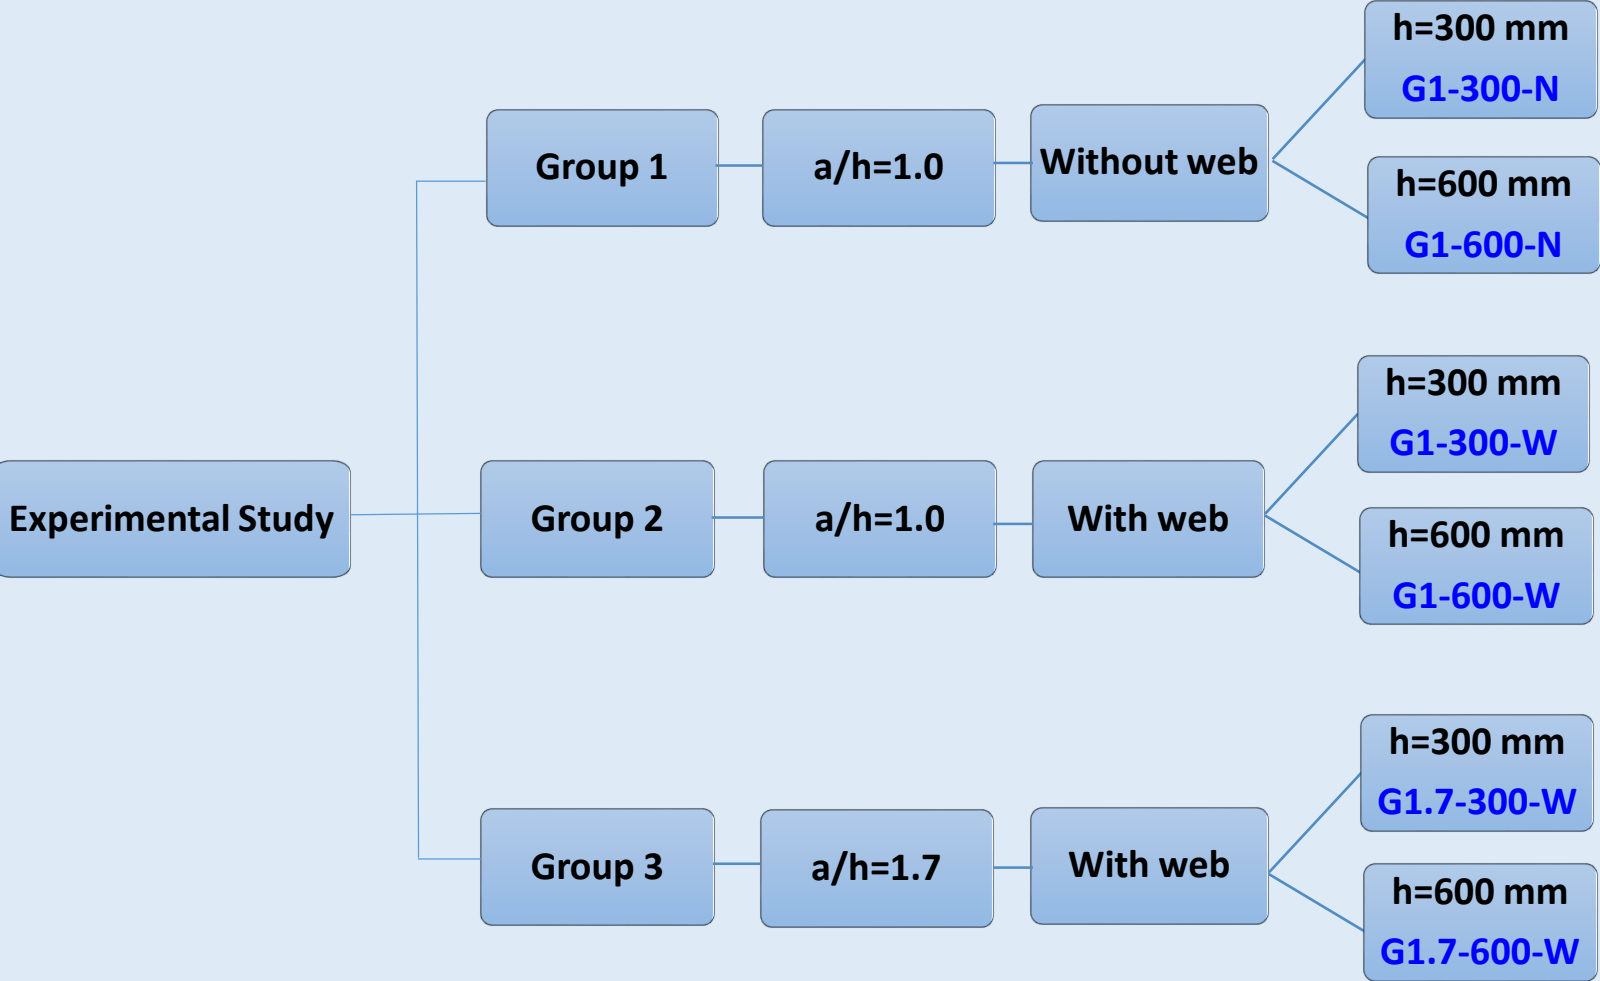 Experimental Study
Group 1
a/h=1.0
Without web
h=300 mm
G1-300-N
h=600 mm
G1-600-N
Group 2
a/h=1.0
With web
h=300 mm
G1-300-W
h=600 mm
G1-600-W
Group 3
a/h=1.7
With web
h=300 mm
G1.7-300-W
h=600 mm
G1.7-600-W